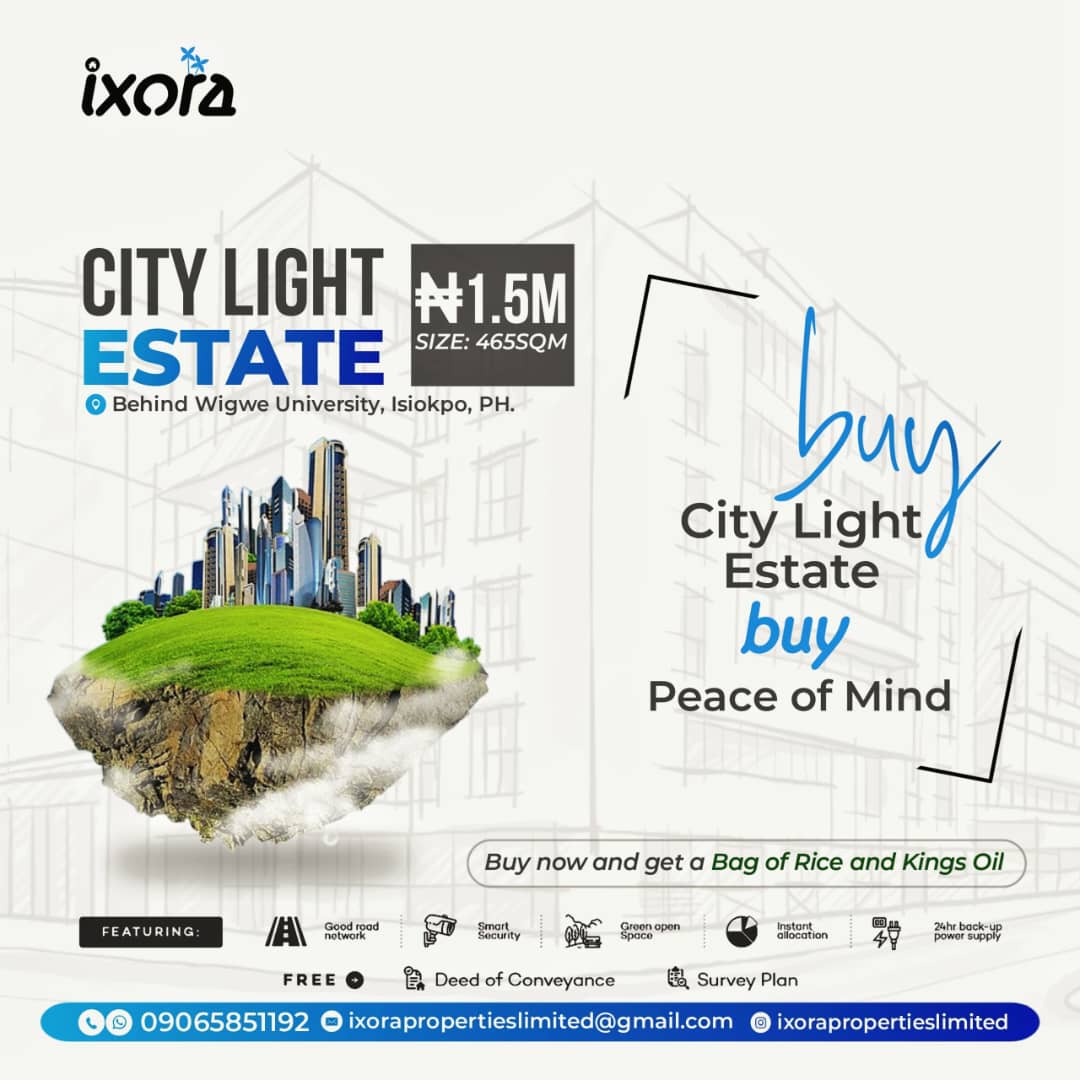 ixora
CITY LIGHT
ESTATE
₦1.5M
SIZE: 465SQM
Behind Wigwe University, Isiokpo, PH.
buy
City Light
Estate
buy
Peace of Mind
Buy now and get a Bag of Rice and Kings Oil
FEATURING:
Good road
network
Smart
Security
Green open
Space
Instant
allocation
24hr back-up
power supply
FREE
Deed of Conveyance
Survey Plan
09065851192 ixorapropertieslimited@gmail.com ixorapropertieslimited